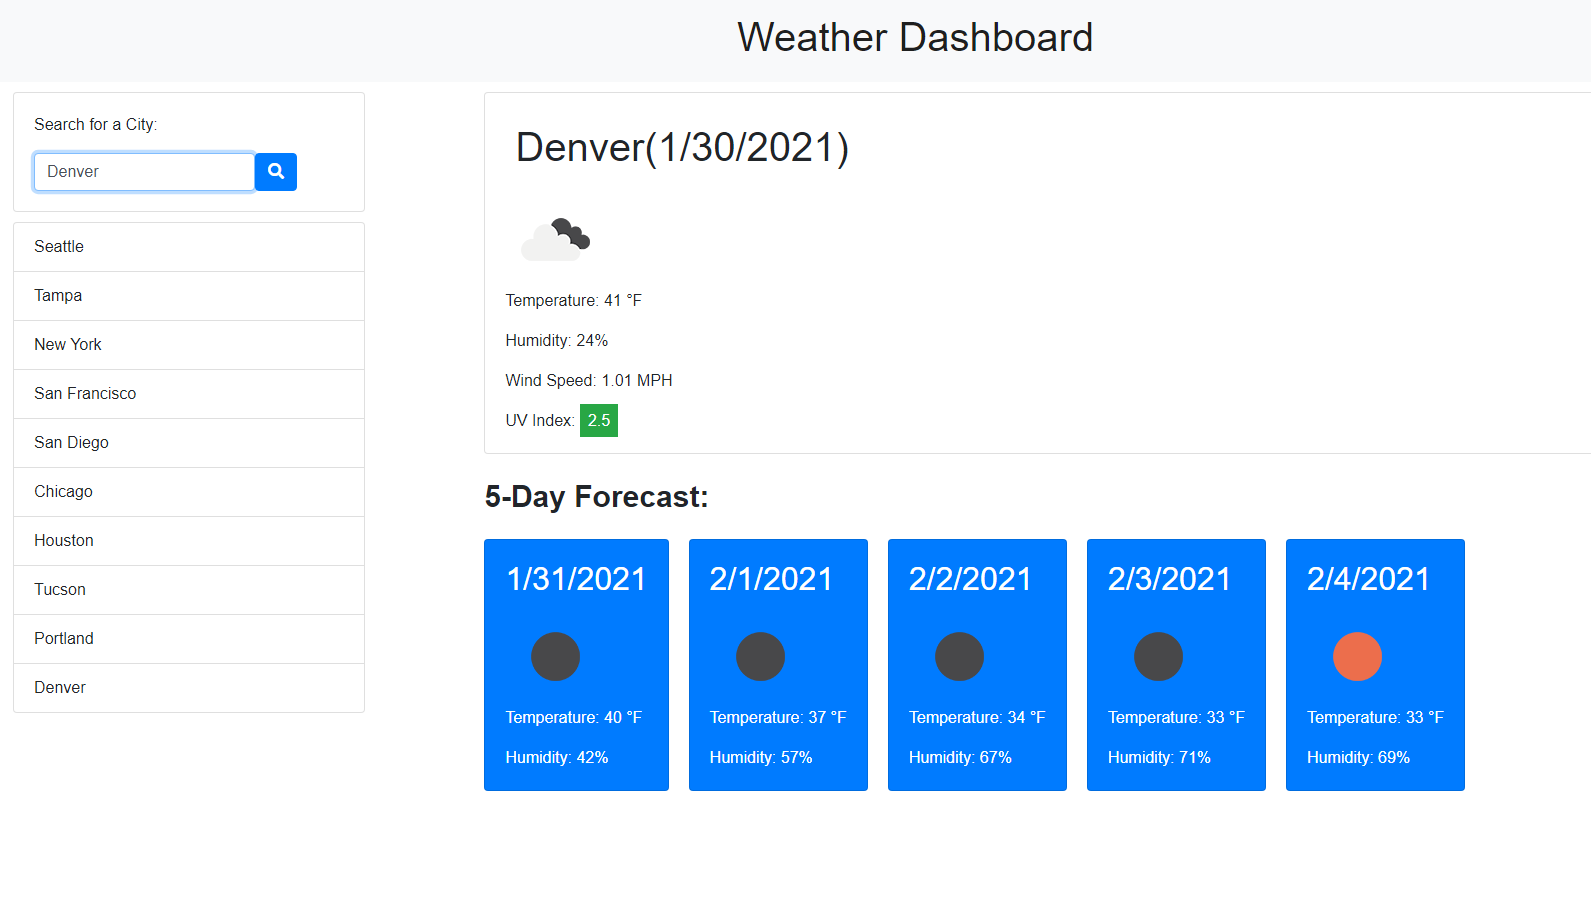 Weather Dashboard
Search for a City:
Denver
Seattle
Tampa
New York
San Francisco
San Diego
Chicago
Houston
Tucson
Portland
Denver
Denver(1/30/2021)
Temperature: 41 °F
Humidity: 24%
Wind Speed: 1.01 MPH
UV Index: 2.5
5-Day Forecast:
1/31/2021
Temperature: 40 °F
Humidity: 42%
2/1/2021
Temperature: 37 °F
Humidity: 57%
2/2/2021
Temperature: 34 °F
Humidity: 67%
2/3/2021
Temperature: 33 °F
Humidity: 71%
2/4/2021
Temperature: 33 °F
Humidity: 69%